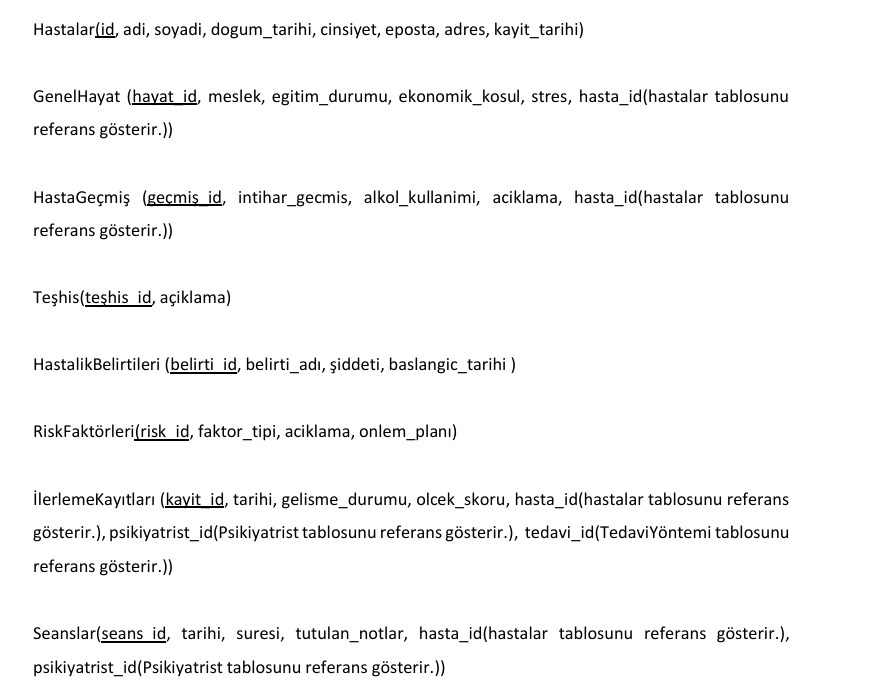 Hastalar(id, adi, soyadi, dogum_tarihi, cinsiyet, eposta, adres, kayit_tarihi)
GenelHayat (hayat_id, meslek, egitim_durumu, ekonomik_kosul, stres, hasta_id(hastalar tablosunu
referans gösterir.))
HastaGeçmiş (geçmiş_id, intihar_gecmis, alkol_kullanimi, aciklama, hasta_id(hastalar tablosunu
referans gösterir.))
Teşhis(teşhis_id, açiklama)
HastalikBelirtileri (belirti_id, belirti_adı, şiddeti, baslangic_tarihi )
RiskFaktörleri(risk_id, faktor_tipi, aciklama, onlem_planı)
İlerlemeKayıtları (kayit_id, tarihi, gelisme_durumu, olcek_skoru, hasta_id(hastalar tablosunu referans
gösterir.), psikiyatrist_id(Psikiyatrist tablosunu referans gösterir.), tedavi_id(TedaviYöntemi tablosunu
referans gösterir.))
Seanslar(seans_id, tarihi, suresi, tutulan_notlar, hasta_id(hastalar tablosunu referans gösterir.),
psikiyatrist_id(Psikiyatrist tablosunu referans gösterir.))